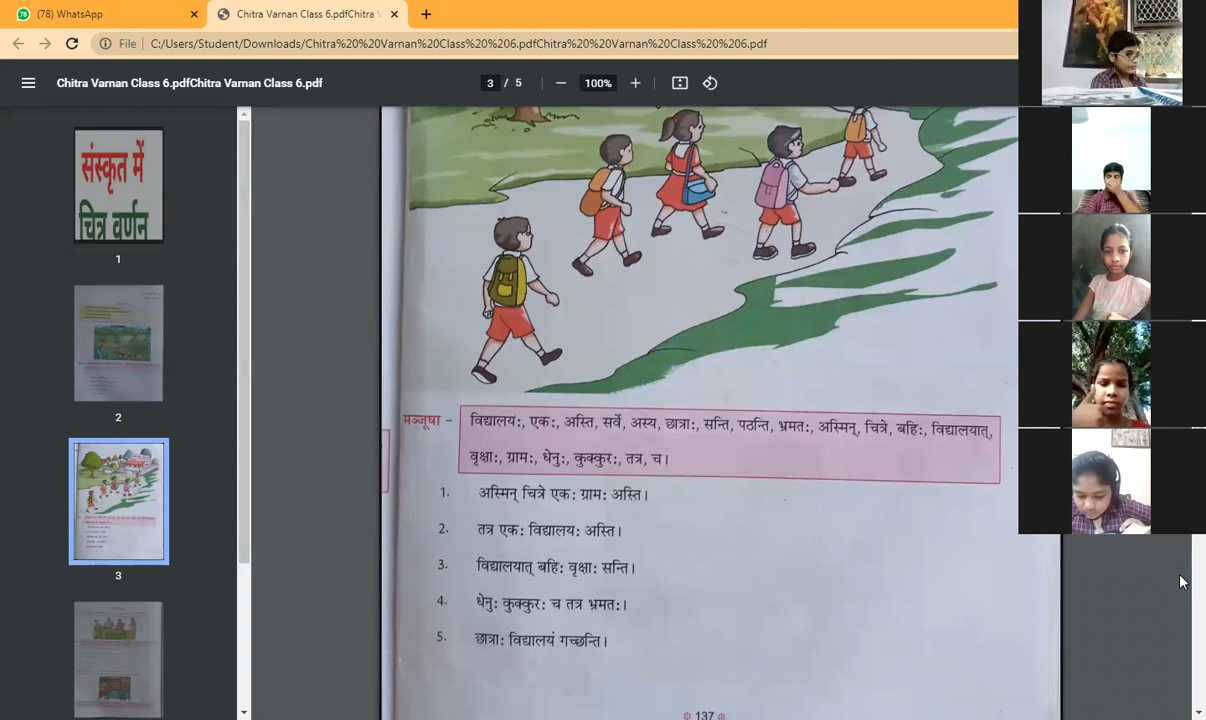 (78) WhatsApp
Chitra Varnan Class 6.pdfChitra V
File C:/Users/Student/Downloads/Chitra%20%20Varnan%20Class%20%206.pdfChitra%20%20Varnan%20Class%20%206.pdf
Chitra Varnan Class 6.pdfChitra Varnan Class 6.pdf
3 / 5
100%
संस्कृत में
चित्र वर्णन
1
2
3
मञ्जूषा – विद्यालयः, एकः, अस्ति, सर्वे, अस्य, छात्राः, सन्ति, पठन्ति, भ्रमतः, अस्मिन्, चित्रे, बहिः, विद्यालयात्,
वृक्षाः, ग्रामः, धेनुः, कुक्कुरः, तत्र, च।
1. अस्मिन् चित्रे एकः ग्रामः अस्ति।
2. तत्र एकः विद्यालयः अस्ति।
3. विद्यालयात् बहिः वृक्षाः सन्ति।
4. धेनुः कुक्कुरः च तत्र भ्रमतः।
5. छात्राः विद्यालयं गच्छन्ति।
137